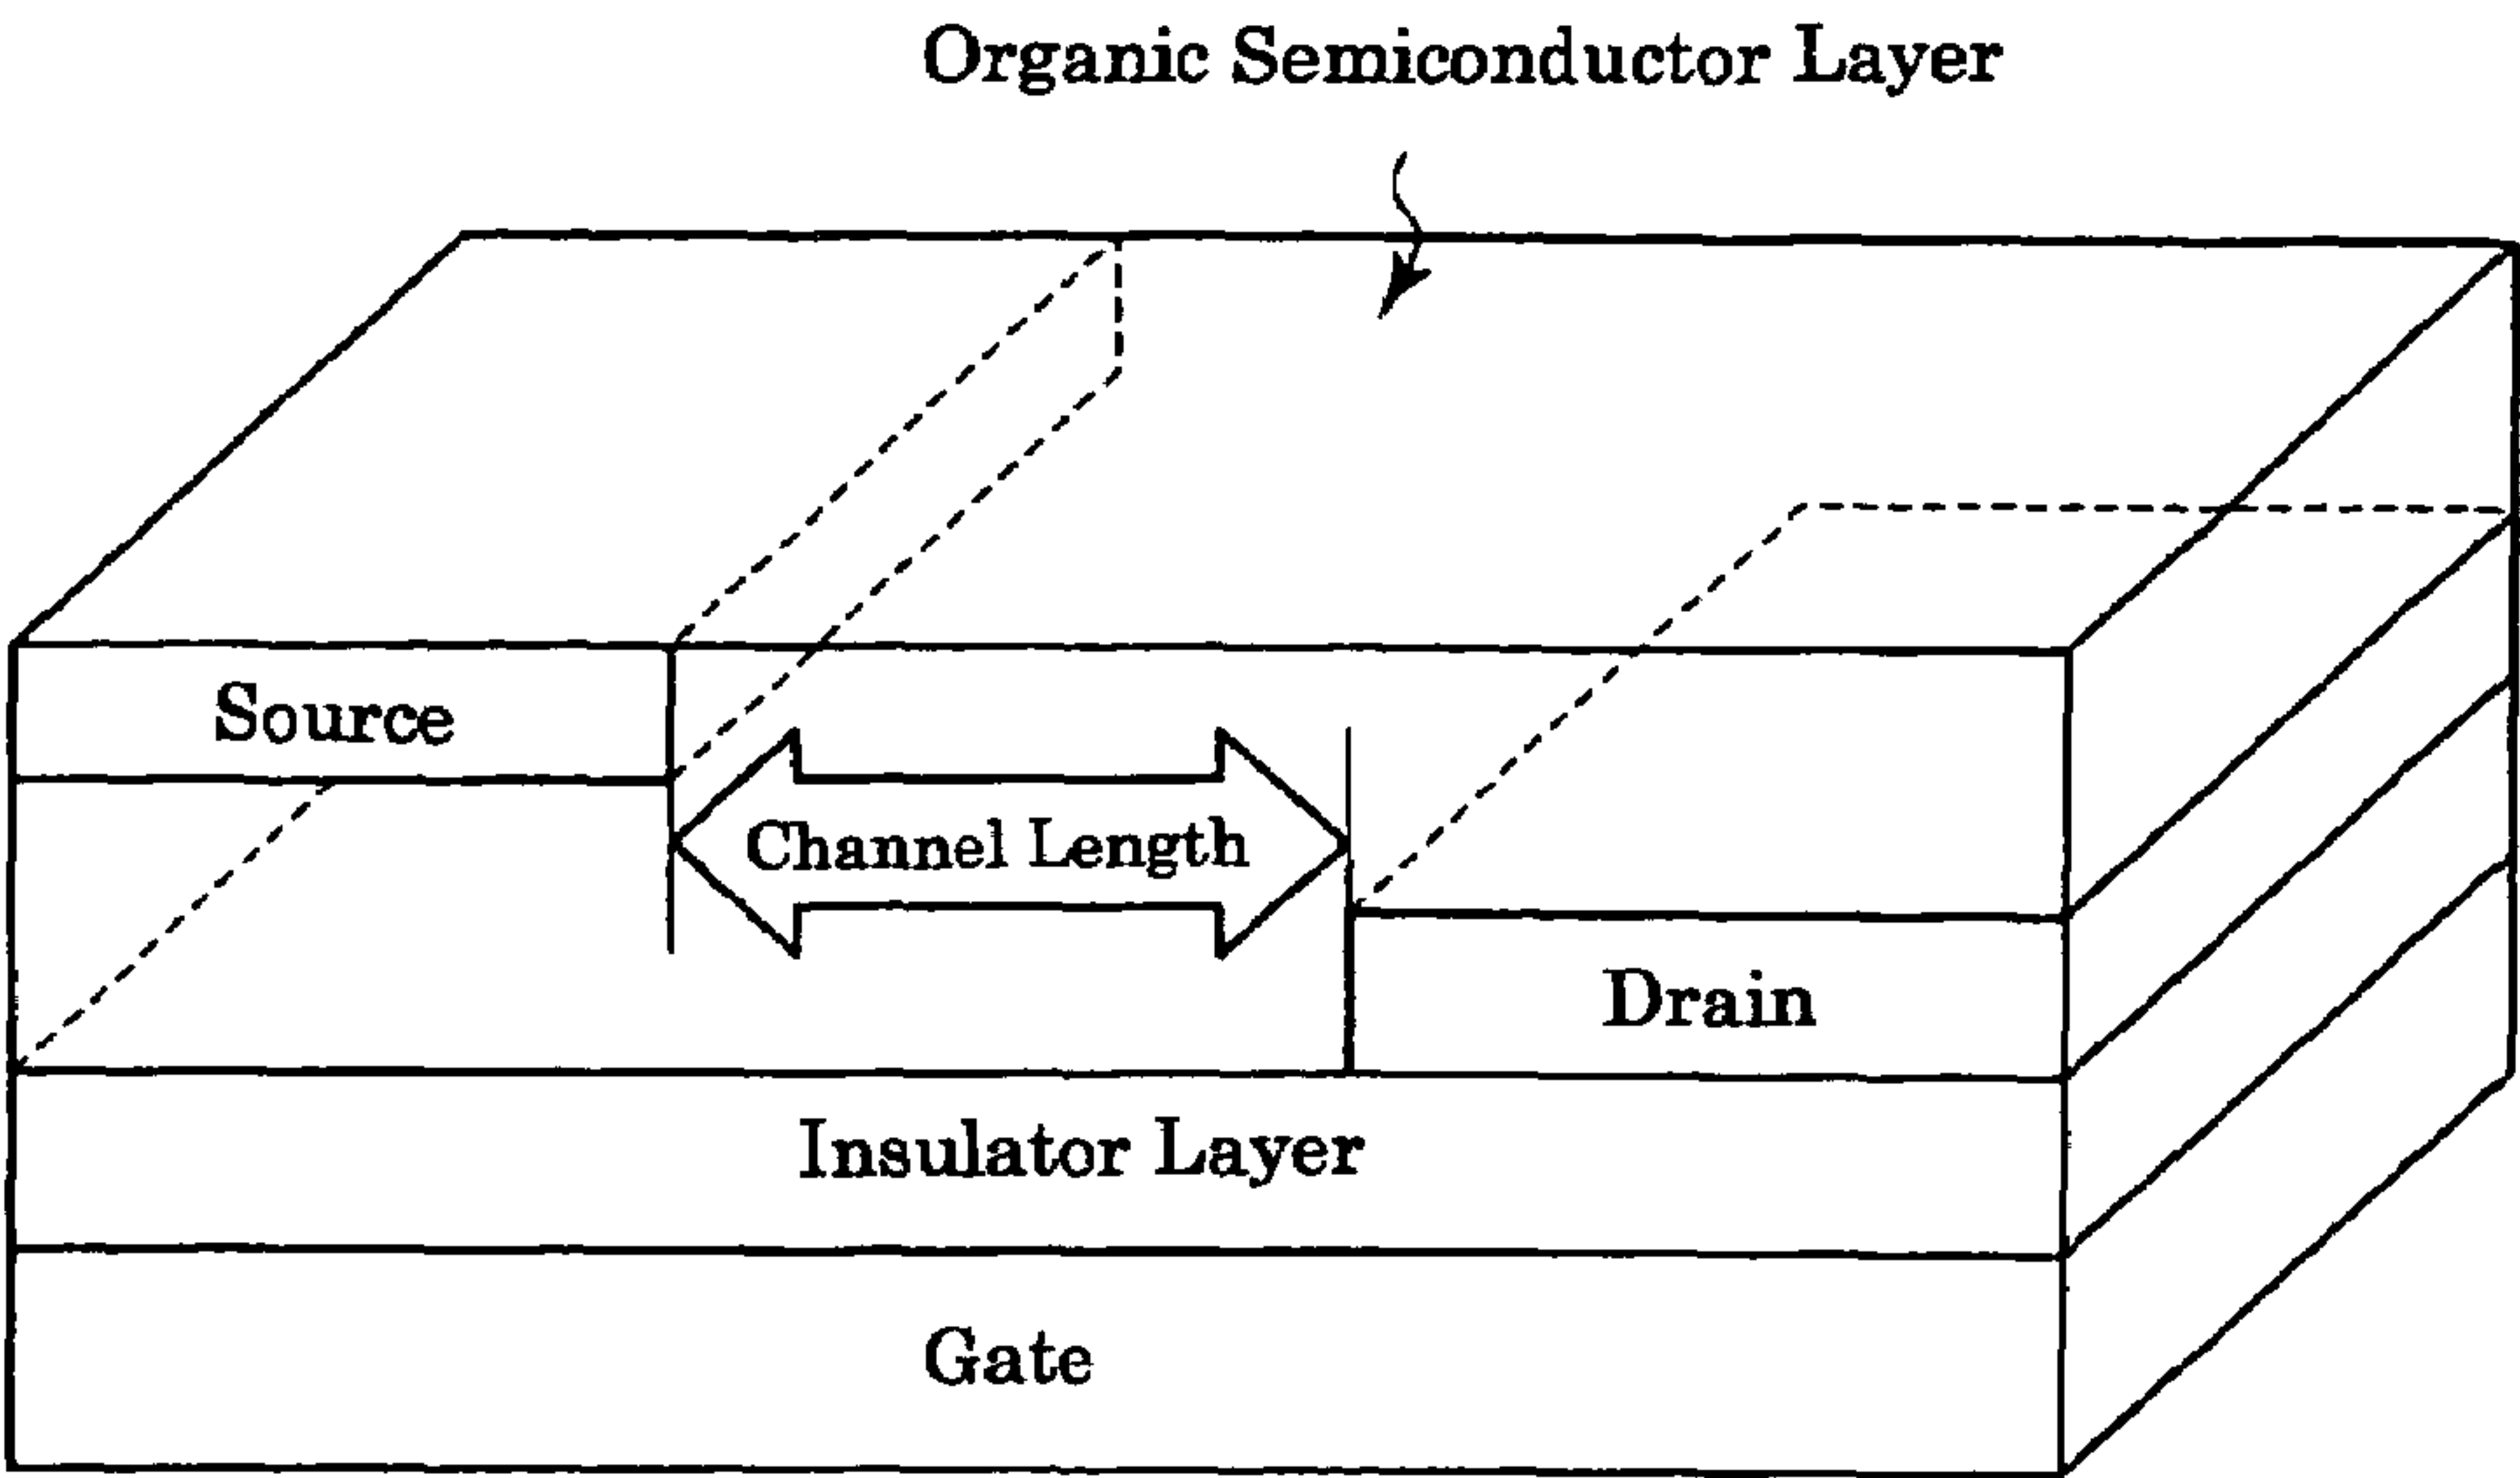 Organic Semiconductor Layer
Source
Channel Length
Drain
Insulator Layer
Gate